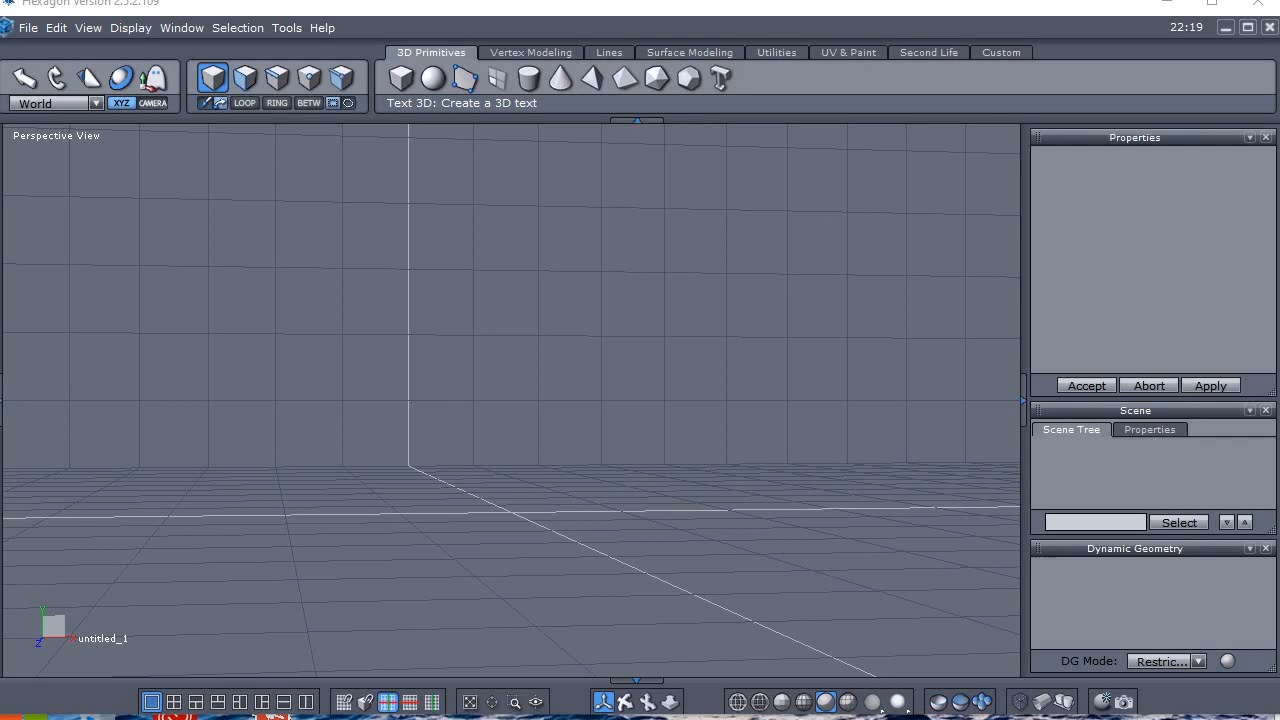 Hexagon Version 2.5.2.109
File Edit View Display Window Selection Tools Help 22:19
3D Primitives Vertex Modeling Lines Surface Modeling Utilities UV & Paint Second Life Custom
World XYZ CAMERA LOOP RING BETW Text 3D: Create a 3D text
Perspective View
Properties
Accept Abort Apply
Scene
Scene Tree Properties
Select
Dynamic Geometry
DG Mode: Restric...
Y
Z X untitled_1